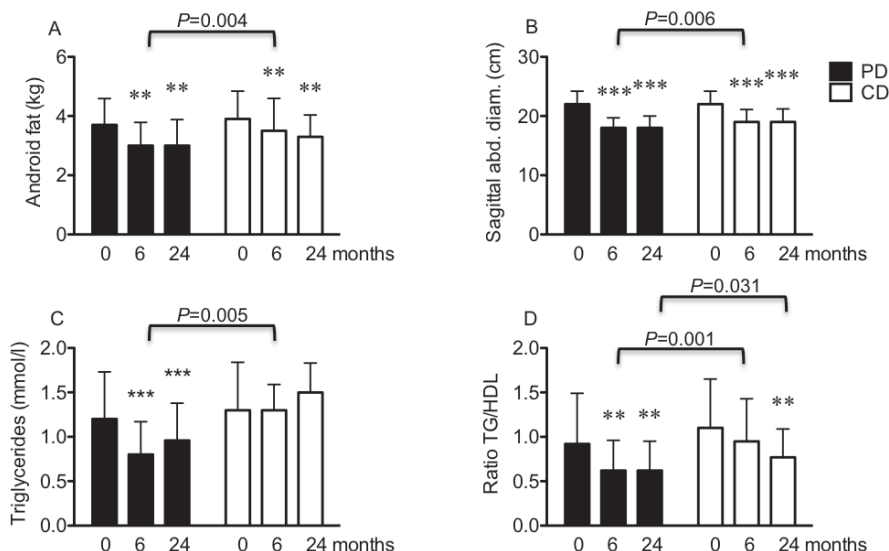 A
P=0.004
Android fat (kg)
6
4
2
0
** **
** **
0 6 24 0 6 24 months
B
P=0.006
Sagittal abd. diam. (cm)
30
20
10
0
*** ***
*** ***
0 6 24 0 6 24 months
PD
CD
C
P=0.005
Triglycerides (mmol/l)
2.0
1.5
1.0
0.5
0.0
*** ***
0 6 24 0 6 24 months
D
P=0.031
P=0.001
Ratio TG/HDL
2.0
1.5
1.0
0.5
0.0
** **
**
0 6 24 0 6 24 months